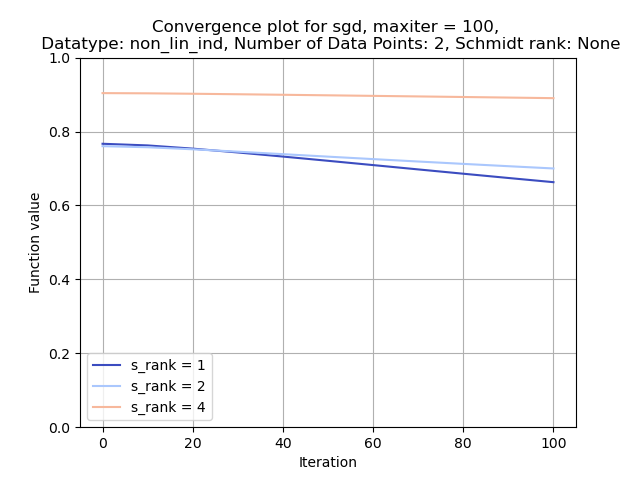 Convergence plot for sgd, maxiter = 100,
Datatype: non_lin_ind, Number of Data Points: 2, Schmidt rank: None
1.0
0.8
0.6
0.4
0.2
0.0
Function value
s_rank = 1
s_rank = 2
s_rank = 4
0 20 40 60 80 100
Iteration